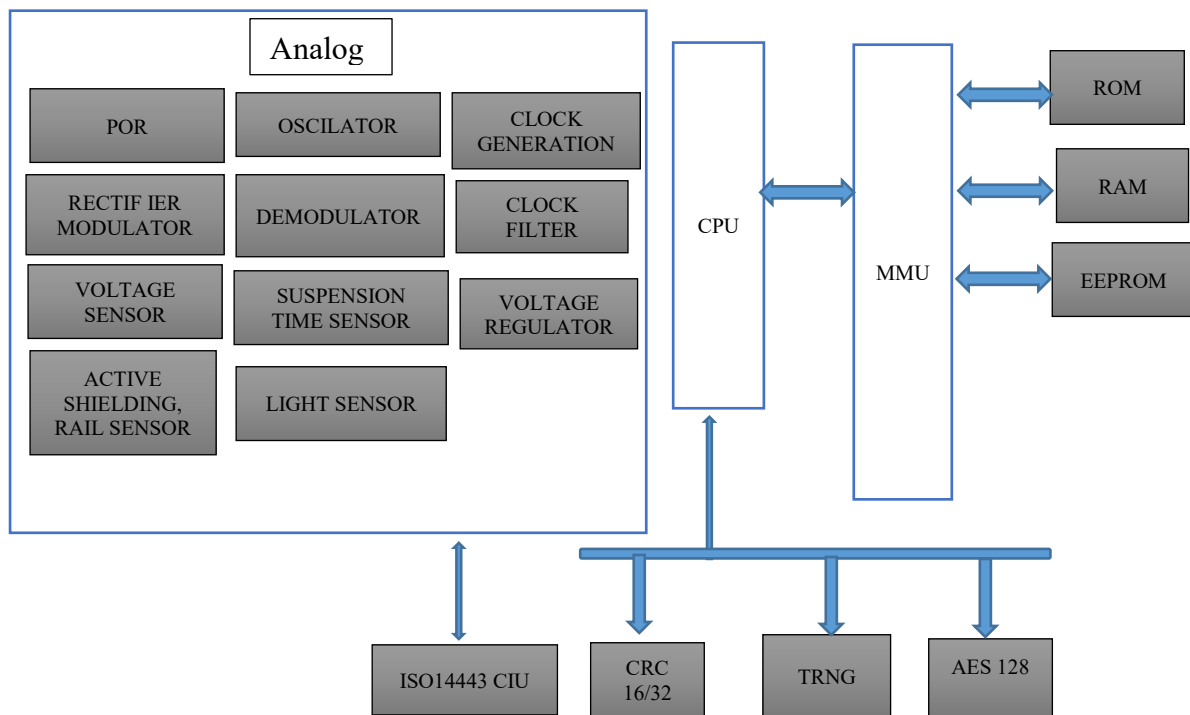 Analog
POR
OSCILATOR
CLOCK
GENERATION
RECTIF IER
MODULATOR
DEMODULATOR
CLOCK
FILTER
VOLTAGE
SENSOR
SUSPENSION
TIME SENSOR
VOLTAGE
REGULATOR
ACTIVE
SHIELDING,
RAIL SENSOR
LIGHT SENSOR
CPU
MMU
ROM
RAM
EEPROM
ISO14443 CIU
CRC
16/32
TRNG
AES 128